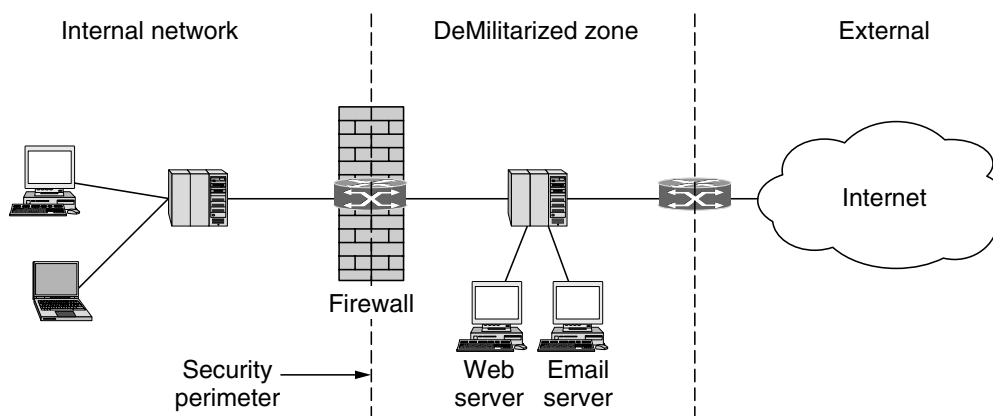 Internal network
DeMilitarized zone
External
Internet
Firewall
Security
perimeter
Web
server
Email
server